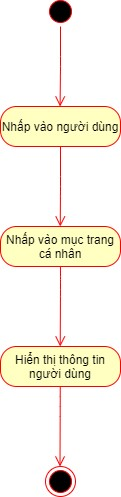 Nhấp vào người dùng
Nhấp vào mục trang
cá nhân
Hiển thị thông tin
người dùng